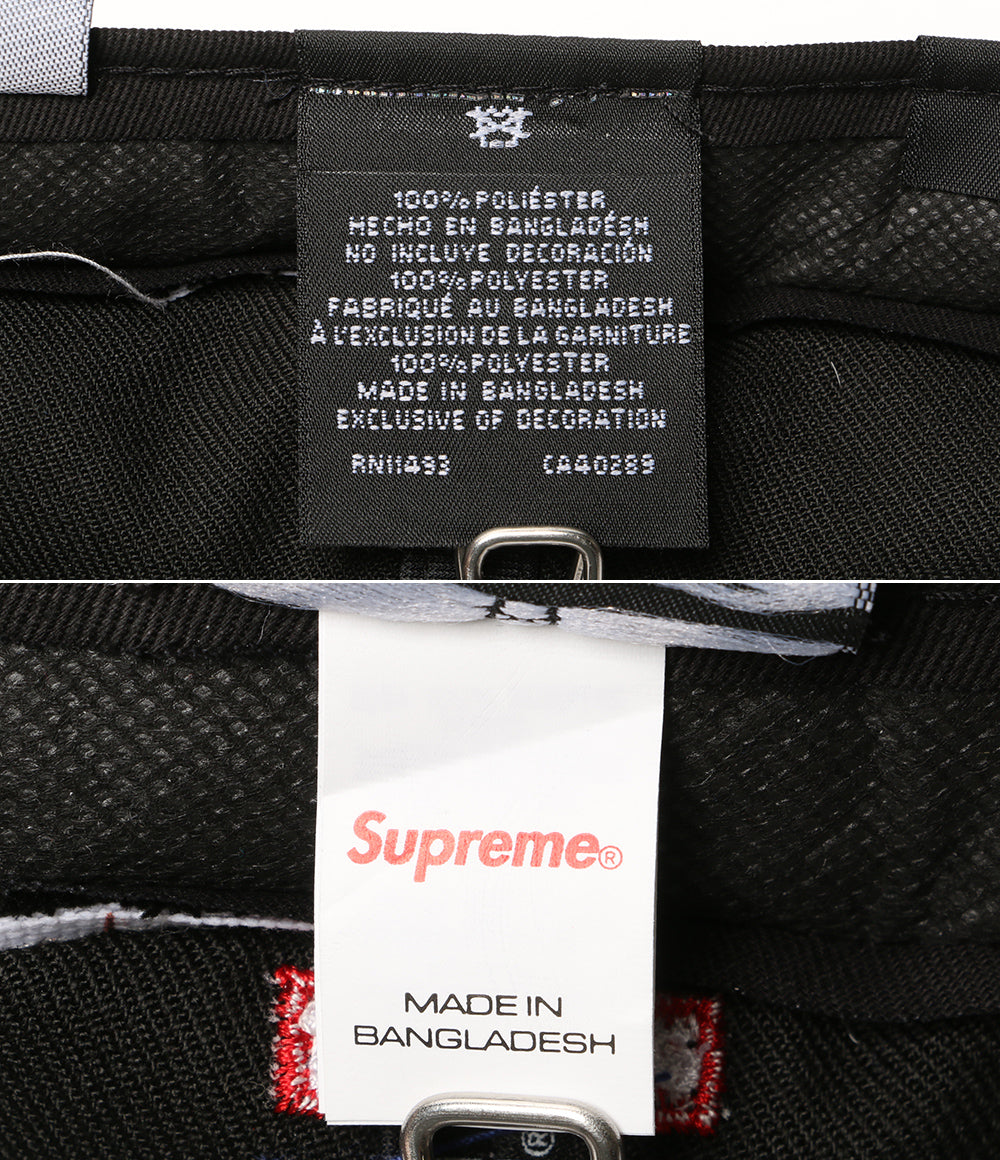 100% POLIÉSTER
HECHO EN BANGLADÉSH
NO INCLUYE DECORACIÓN
100% POLYESTER
FABRIQUÉ AU BANGLADESH
À L'EXCLUSION DE LA GARNITURE
100% POLYESTER
MADE IN BANGLADESH
EXCLUSIVE OF DECORATION
RN11493 CA40289
Supreme®
MADE IN
BANGLADESH
®